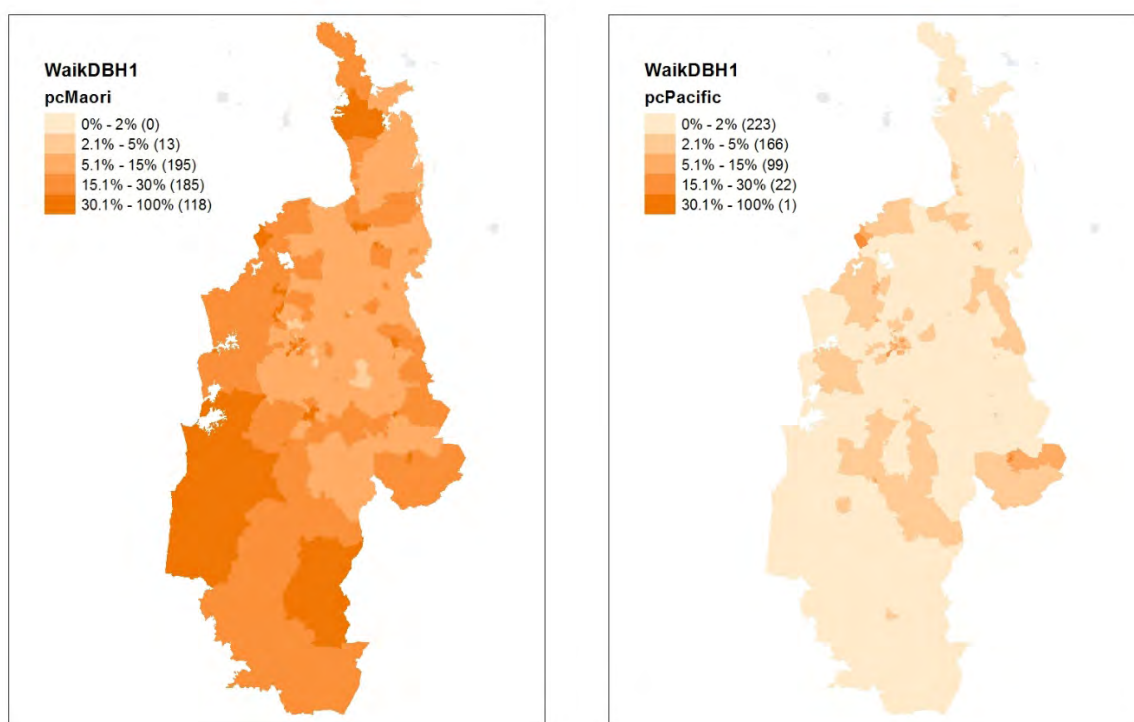 WaikDBH1
pcMaori
0% - 2% (0)
2.1% - 5% (13)
5.1% - 15% (195)
15.1% - 30% (185)
30.1% - 100% (118)
WaikDBH1
pcPacific
0% - 2% (223)
2.1% - 5% (166)
5.1% - 15% (99)
15.1% - 30% (22)
30.1% - 100% (1)